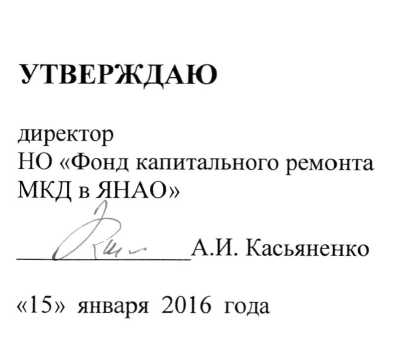 УТВЕРЖДАЮ
директор
НО «Фонд капитального ремонта
МКД в ЯНАО»
А.И. Касьяненко
«15» января 2016 года